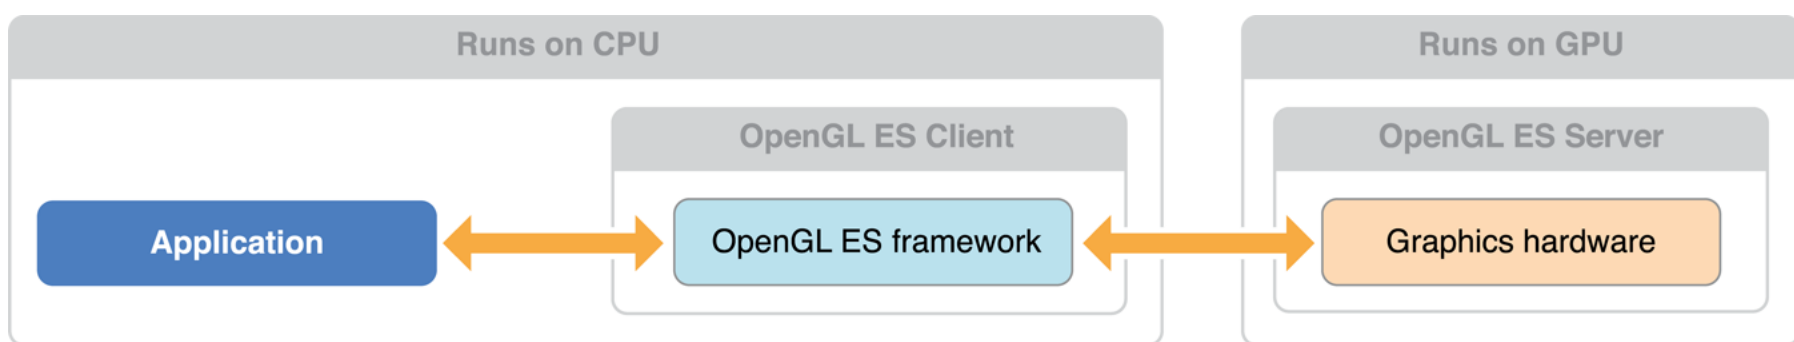 Runs on CPU
Runs on GPU
OpenGL ES Client
OpenGL ES Server
Application
OpenGL ES framework
Graphics hardware